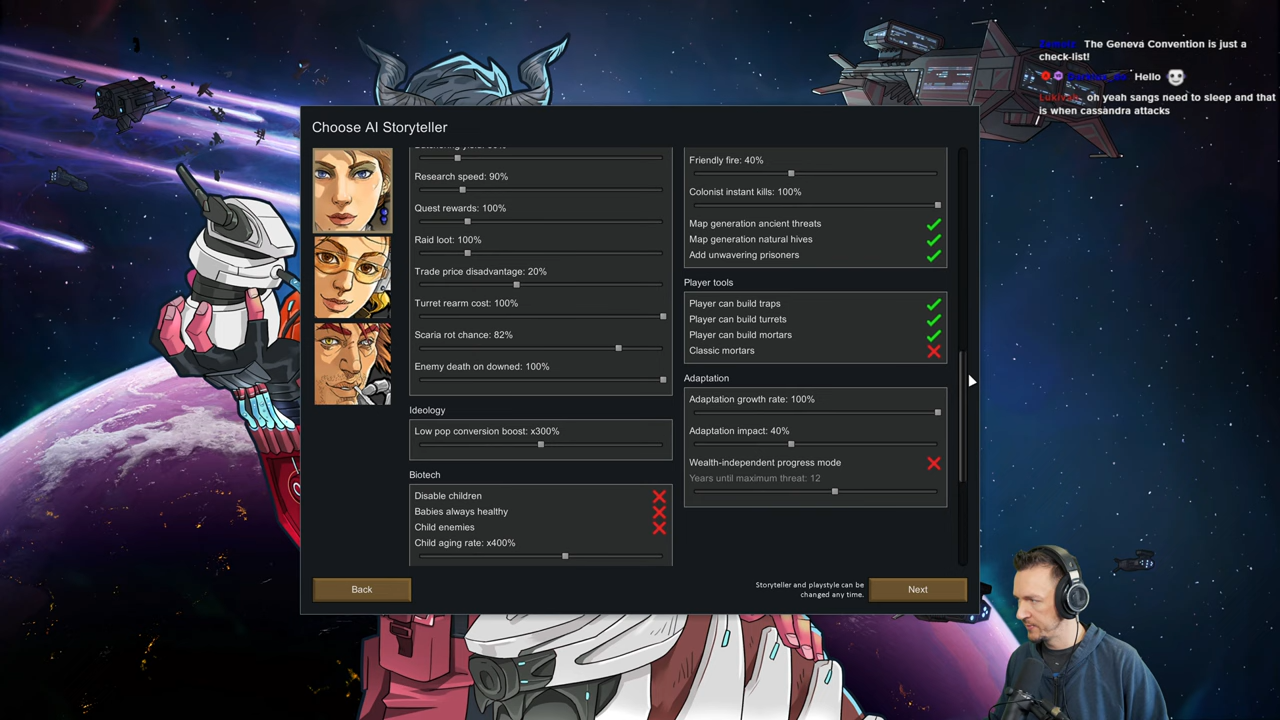 The Geneva Convention is just a
check-list!
Hello
oh yeah sangs need to sleep and that
is when cassandra attacks
Choose AI Storyteller
Research speed: 90%
Quest rewards: 100%
Raid loot: 100%
Trade price disadvantage: 20%
Turret rearm cost: 100%
Scaria rot chance: 82%
Enemy death on downed: 100%
Ideology
Low pop conversion boost: x300%
Biotech
Disable children
Babies always healthy
Child enemies
Child aging rate: x400%
Friendly fire: 40%
Colonist instant kills: 100%
Map generation ancient threats
Map generation natural hives
Add unwavering prisoners
Player tools
Player can build traps
Player can build turrets
Player can build mortars
Classic mortars
Adaptation
Adaptation growth rate: 100%
Adaptation impact: 40%
Wealth-independent progress mode
Years until maximum threat: 12
Back
Storyteller and playstyle can be
changed any time.
Next